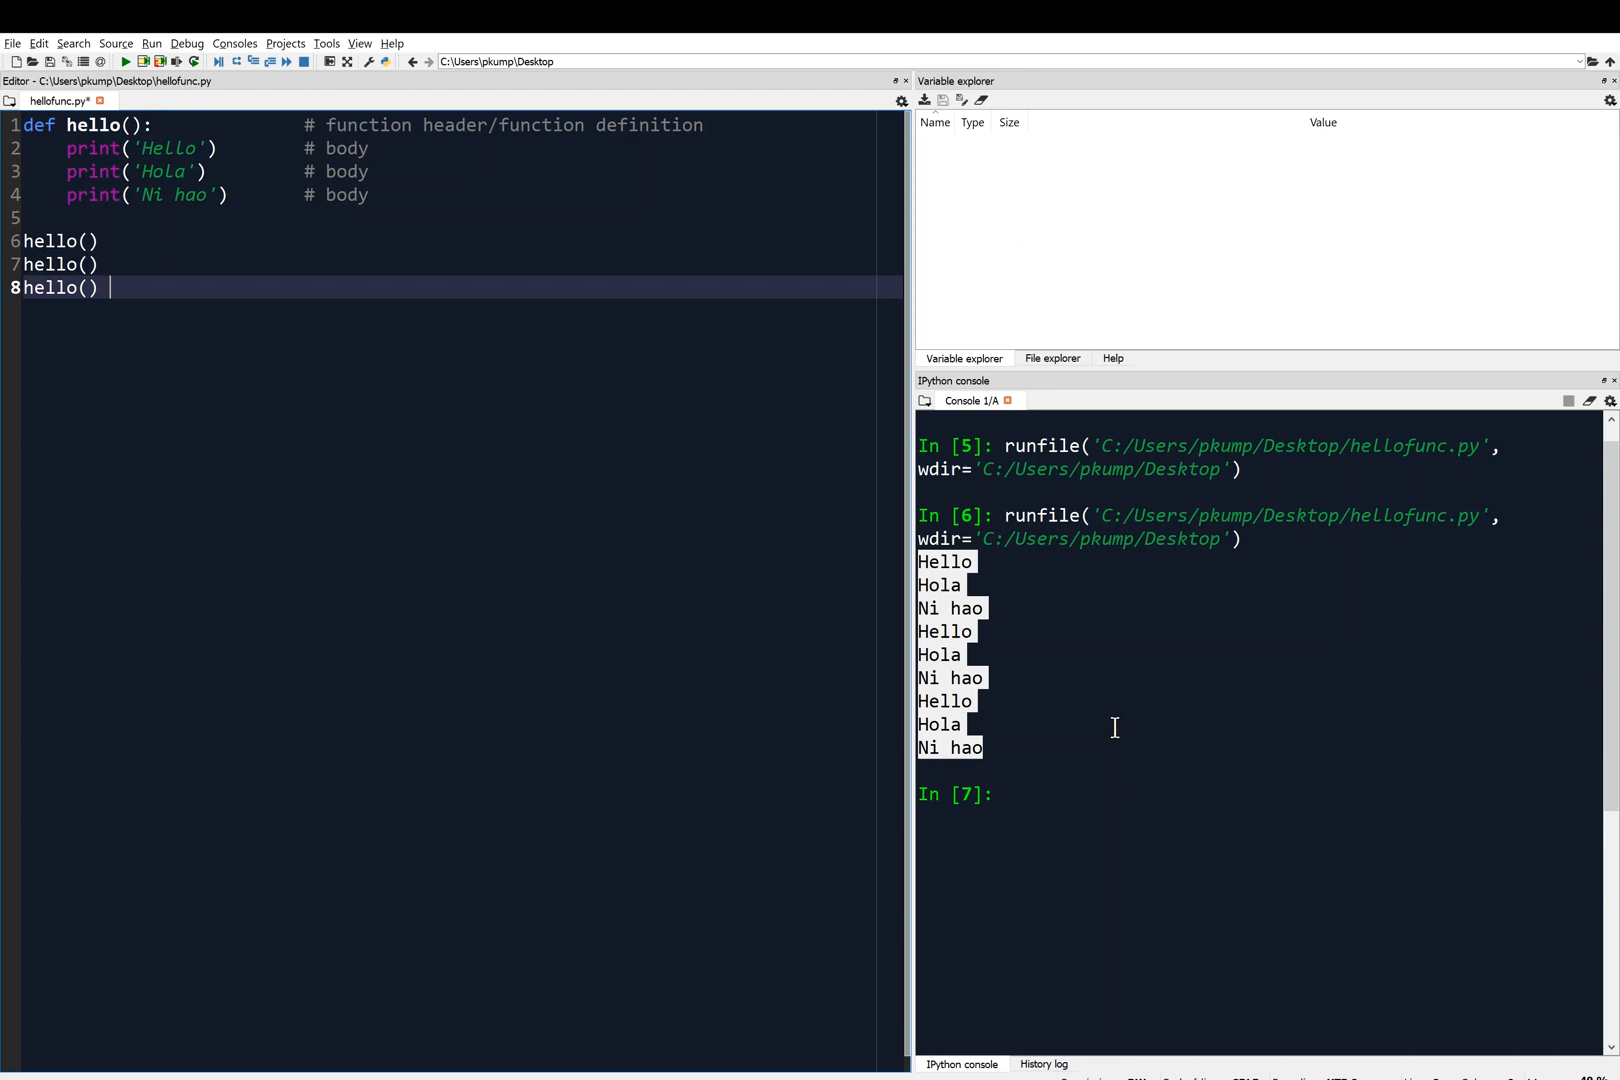 File Edit Search Source Run Debug Consoles Projects Tools View Help
C:\Users\pkump\Desktop
Editor - C:\Users\pkump\Desktop\hellofunc.py
hellofunc.py*
1 def hello():              # function header/function definition
2     print('Hello')        # body
3     print('Hola')         # body
4     print('Ni hao')       # body
5
6 hello()
7 hello()
8 hello()
Variable explorer
Name Type Size Value
Variable explorer File explorer Help
IPython console
Console 1/A
In [5]: runfile('C:/Users/pkump/Desktop/hellofunc.py',
wdir='C:/Users/pkump/Desktop')
In [6]: runfile('C:/Users/pkump/Desktop/hellofunc.py',
wdir='C:/Users/pkump/Desktop')
Hello
Hola
Ni hao
Hello
Hola
Ni hao
Hello
Hola
Ni hao
In [7]:
IPython console History log